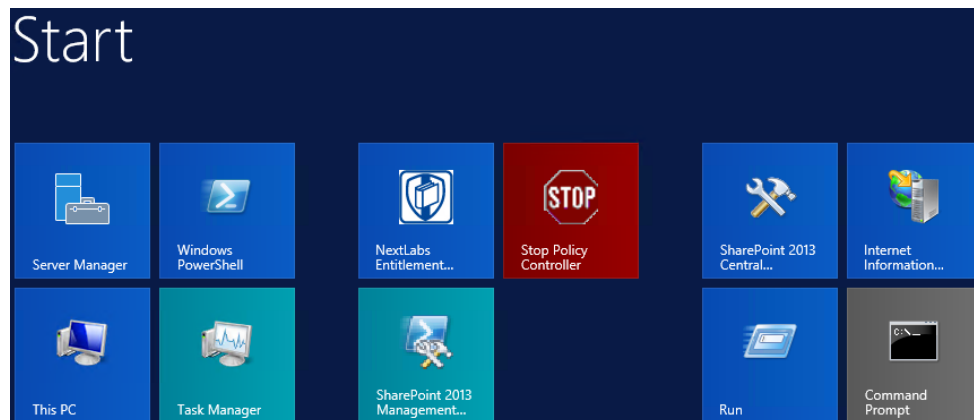 Start
Server Manager
Windows
PowerShell
NextLabs
Entitlement...
STOP
Stop Policy
Controller
SharePoint 2013
Central...
Internet
Information...
This PC
Task Manager
SharePoint 2013
Management...
Run
C:\_
Command
Prompt